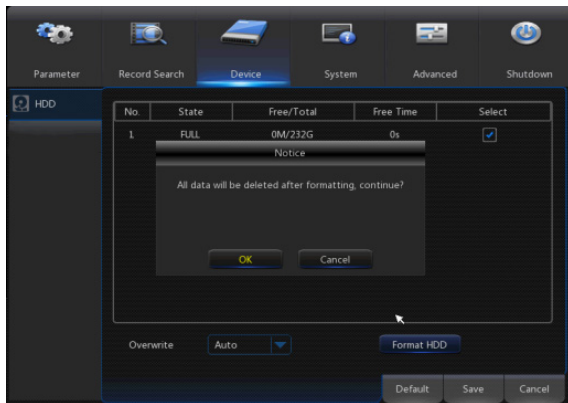 Parameter Record Search Device System Advanced Shutdown
HDD
No. State Free/Total Free Time Select
1 FULL 0M/232G 0s
Notice
All data will be deleted after formatting, continue?
OK Cancel
Overwrite Auto Format HDD
Default Save Cancel